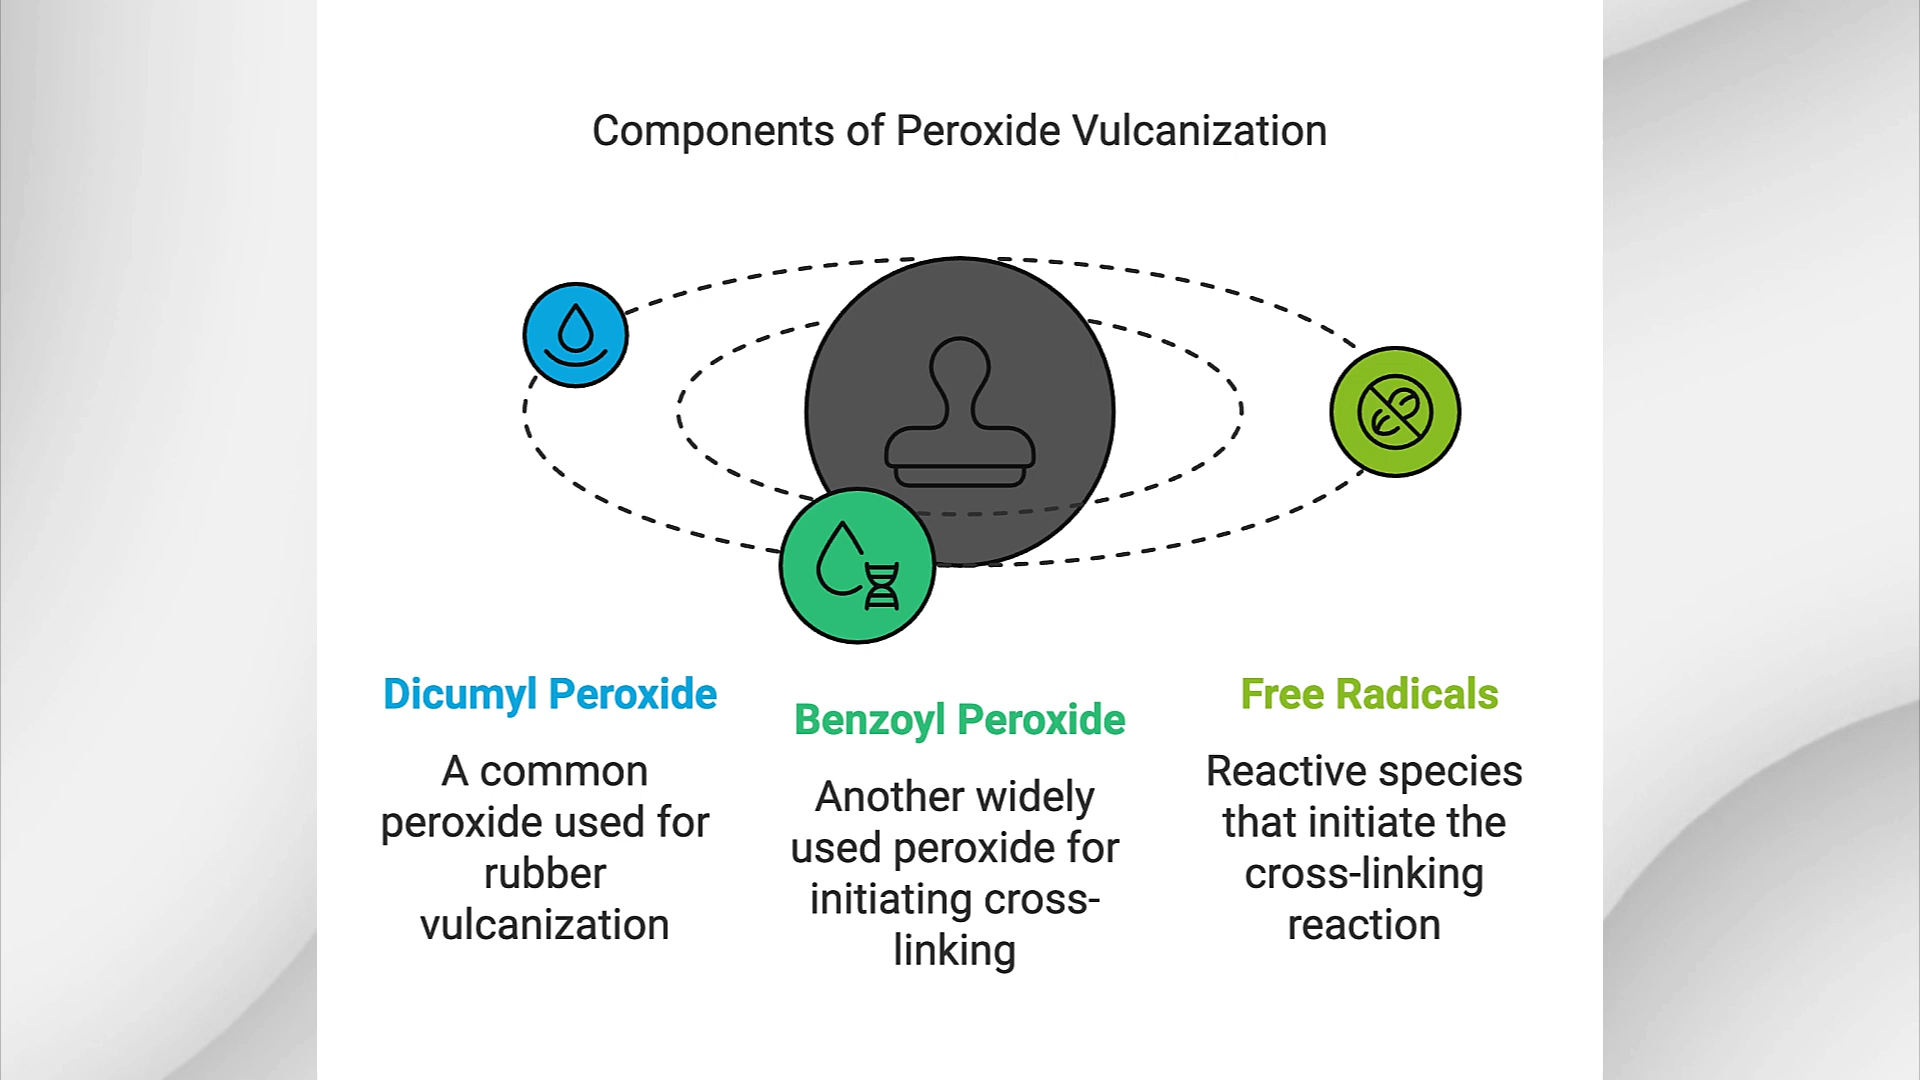 Components of Peroxide Vulcanization
Dicumyl Peroxide
A common
peroxide used for
rubber
vulcanization
Benzoyl Peroxide
Another widely
used peroxide for
initiating cross-
linking
Free Radicals
Reactive species
that initiate the
cross-linking
reaction